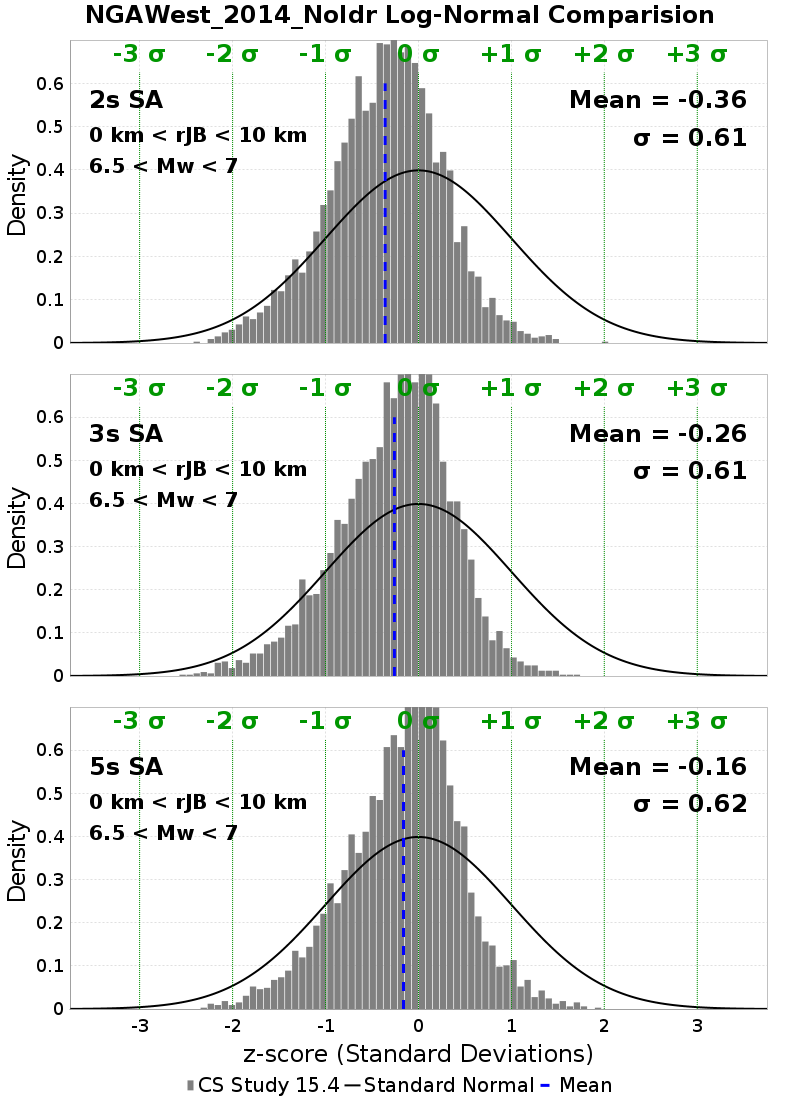 NGAWest_2014_NoIdr Log-Normal Comparision
-3 σ -2 σ -1 σ 0 σ +1 σ +2 σ +3 σ
0.6
2s SA Mean = -0.36
0.5
0 km < rJB < 10 km σ = 0.61
6.5 < Mw < 7
0.4
Density
0.3
0.2
0.1
0
-3 σ -2 σ -1 σ 0 σ +1 σ +2 σ +3 σ
0.6
3s SA Mean = -0.26
0.5
0 km < rJB < 10 km σ = 0.61
6.5 < Mw < 7
0.4
Density
0.3
0.2
0.1
0
-3 σ -2 σ -1 σ 0 σ +1 σ +2 σ +3 σ
0.6
5s SA Mean = -0.16
0.5
0 km < rJB < 10 km σ = 0.62
6.5 < Mw < 7
0.4
Density
0.3
0.2
0.1
0
-3 -2 -1 0 1 2 3
z-score (Standard Deviations)
CS Study 15.4 Standard Normal Mean